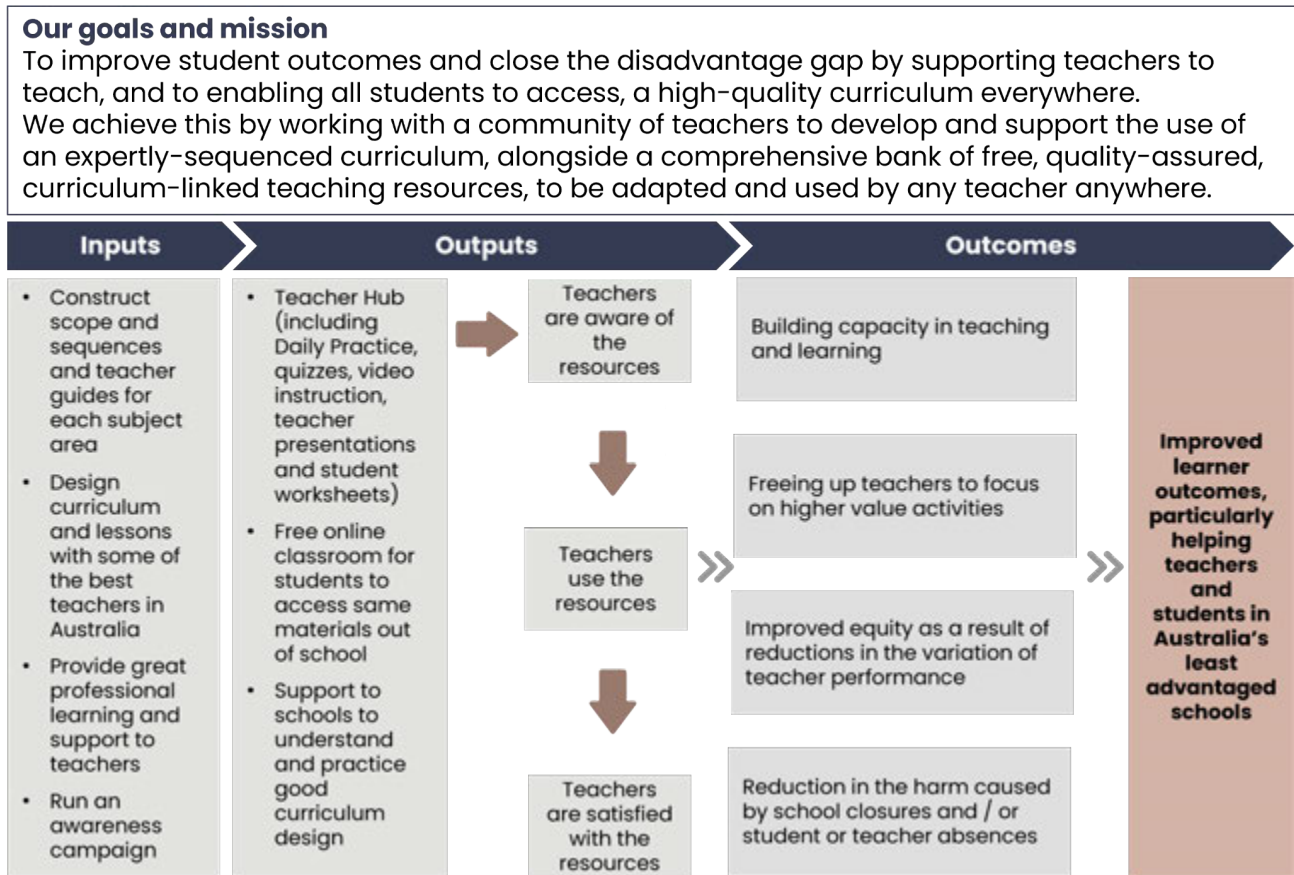 Our goals and mission
To improve student outcomes and close the disadvantage gap by supporting teachers to
teach, and to enabling all students to access, a high-quality curriculum everywhere.
We achieve this by working with a community of teachers to develop and support the use of
an expertly-sequenced curriculum, alongside a comprehensive bank of free, quality-assured,
curriculum-linked teaching resources, to be adapted and used by any teacher anywhere.
Inputs
Outputs
Outcomes
• Construct
scope and
sequences
and teacher
guides for
each subject
area
• Design
curriculum
and lessons
with some of
the best
teachers in
Australia
• Provide great
professional
learning and
support to
teachers
• Run an
awareness
campaign
• Teacher Hub
(including
Daily Practice,
quizzes, video
instruction,
teacher
presentations
and student
worksheets)
• Free online
classroom for
students to
access same
materials out
of school
• Support to
schools to
understand
and practice
good
curriculum
design
Teachers
are aware of
the
resources
Teachers
use the
resources
Teachers
are satisfied
with the
resources
Building capacity in teaching
and learning
Freeing up teachers to focus
on higher value activities
Improved equity as a result of
reductions in the variation of
teacher performance
Reduction in the harm caused
by school closures and / or
student or teacher absences
Improved
learner
outcomes,
particularly
helping
teachers
and
students in
Australia's
least
advantaged
schools